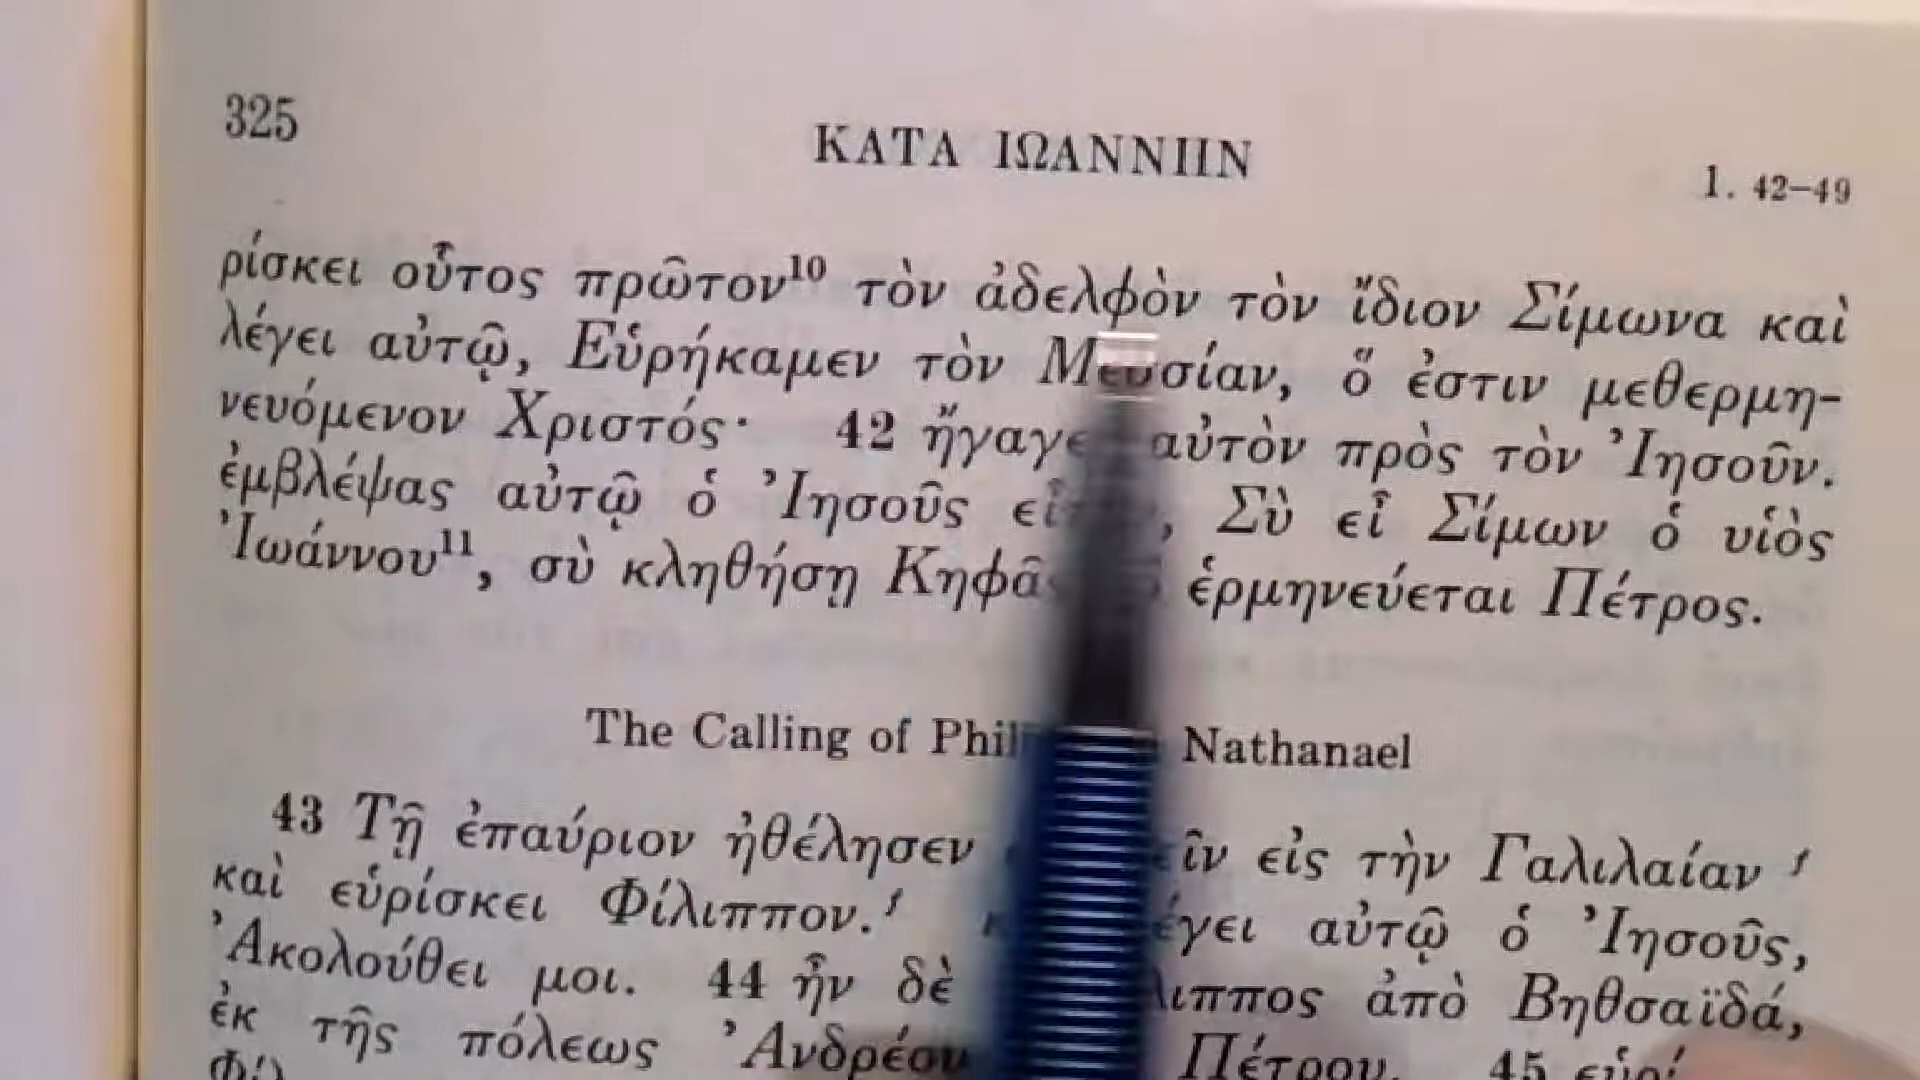 325
ΚΑΤΑ ΙΩΑΝΝΗΝ
1. 42–49
ρίσκει οὗτος πρῶτον¹⁰ τὸν ἀδελφὸν τὸν ἴδιον Σίμωνα καὶ
λέγει αὐτῷ, Εὑρήκαμεν τὸν Μεσσίαν, ὅ ἐστιν μεθερμη-
νευόμενον Χριστός· 42 αὐτὸν πρὸς τὸν Ἰησοῦν.
ἐμβλέψας αὐτῷ ὁ Ἰησοῦς , Σὺ εἶ Σίμων ὁ υἱὸς
Ἰωάννου¹¹, σὺ κληθήσῃ ἑρμηνεύεται Πέτρος.
The Calling of Nathanael
43 Τῇ ἐπαύριον ἠθέλησεν εἰς τὴν Γαλιλαίαν ᶠ
καὶ εὑρίσκει Φίλιππον.ᶠ αὐτῷ ὁ Ἰησοῦς,
Ἀκολούθει μοι. 44 ἦν δὲ ἀπὸ Βηθσαϊδά,
ἐκ τῆς πόλεως Ἀνδρέου Πέτρου. 45